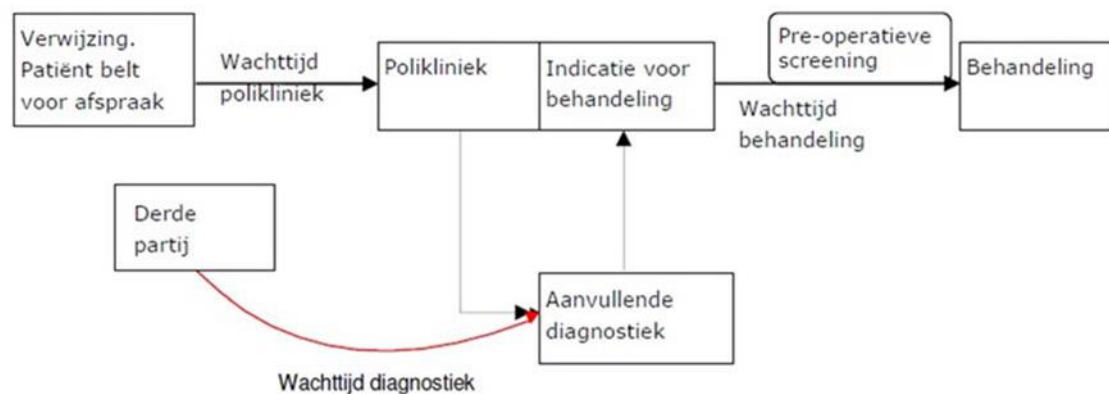 Verwijzing.
Patiënt belt
voor afspraak
Wachttijd
polikliniek
Polikliniek
Indicatie voor
behandeling
Pre-operatieve
screening
Wachttijd
behandeling
Behandeling
Derde
partij
Aanvullende
diagnostiek
Wachttijd diagnostiek